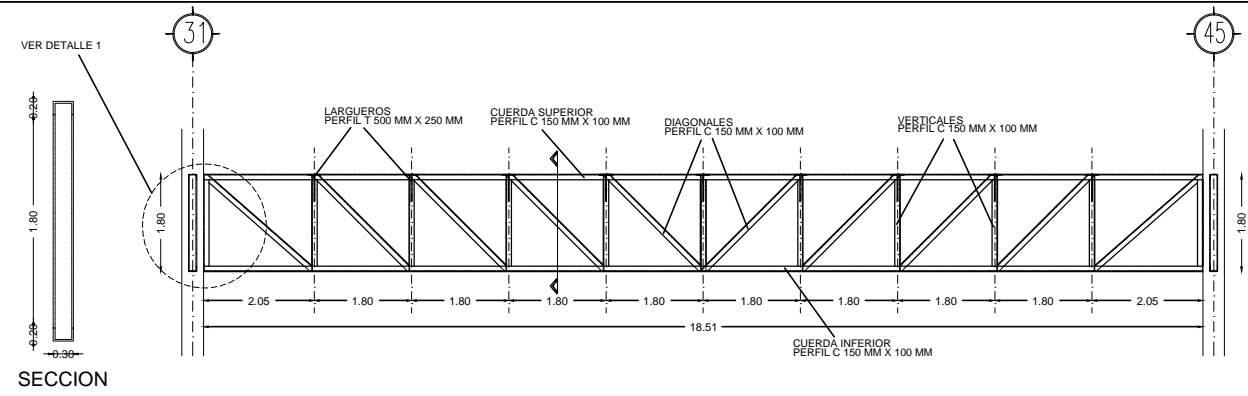 31
45
VER DETALLE 1
0.20
1.80
0.20
0.30
SECCION
LARGUEROS
PERFIL T 500 MM X 250 MM
CUERDA SUPERIOR
PERFIL C 150 MM X 100 MM
DIAGONALES
PERFIL C 150 MM X 100 MM
VERTICALES
PERFIL C 150 MM X 100 MM
1.80
1.80
2.05
1.80
1.80
1.80
1.80
1.80
1.80
1.80
1.80
2.05
18.51
CUERDA INFERIOR
PERFIL C 150 MM X 100 MM